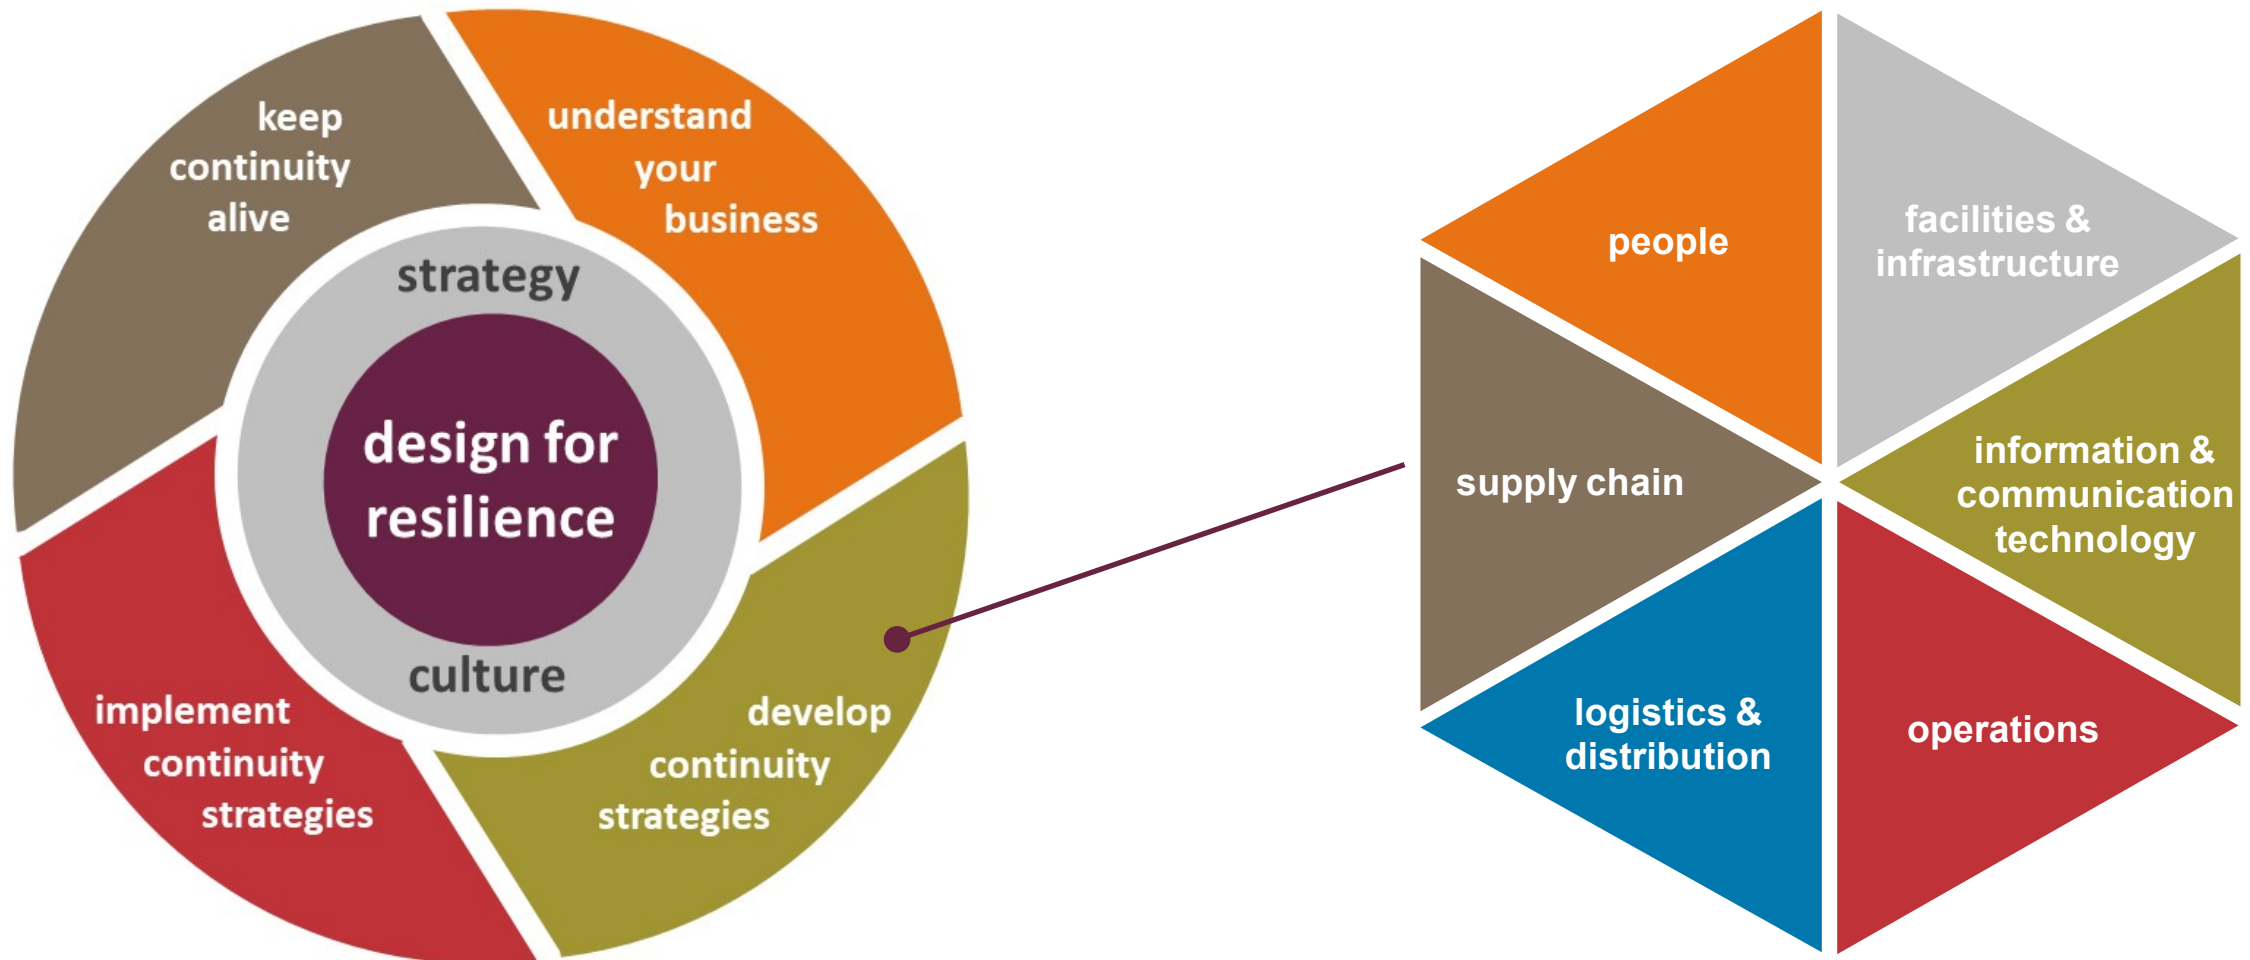 keep
continuity
alive
understand
your
business
strategy
design for
resilience
culture
implement
continuity
strategies
develop
continuity
strategies
people
facilities &
infrastructure
supply chain
information &
communication
technology
logistics &
distribution
operations